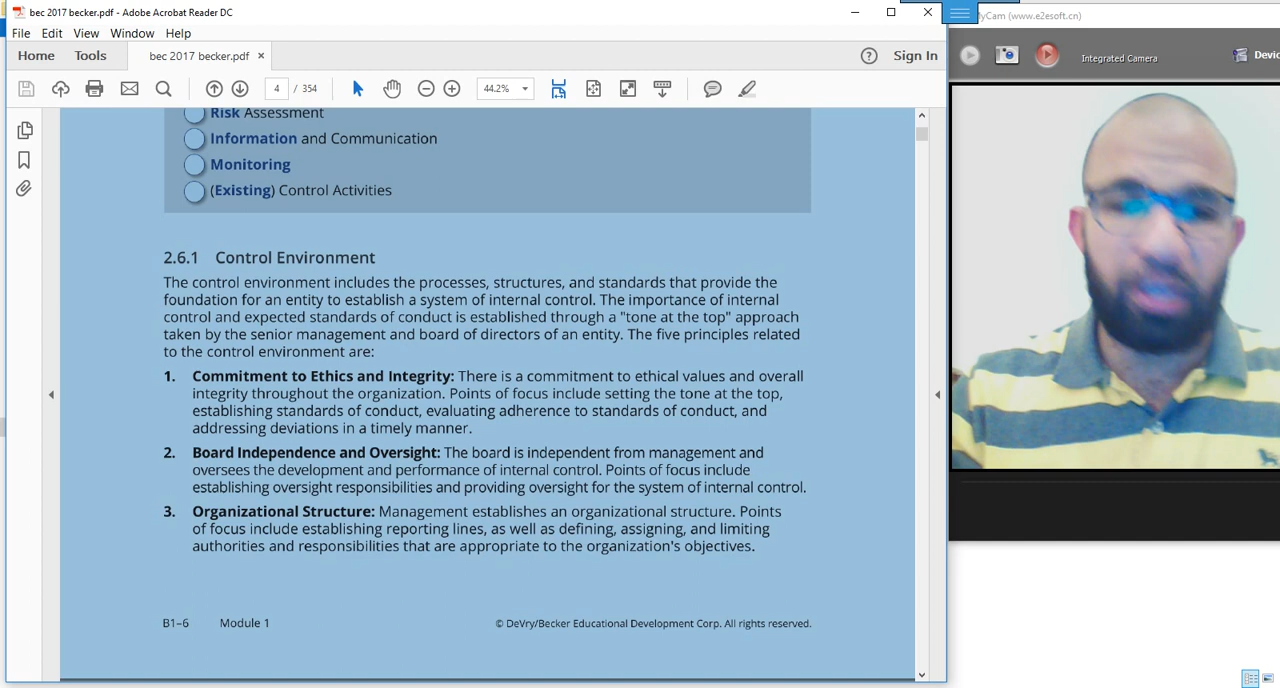 bec 2017 becker.pdf - Adobe Acrobat Reader DC
yCam (www.e2esoft.cn)
File Edit View Window Help
Home Tools bec 2017 becker.pdf × Sign In
Integrated Camera
4 / 354 44.2%
Risk Assessment
Information and Communication
Monitoring
(Existing) Control Activities
2.6.1 Control Environment
The control environment includes the processes, structures, and standards that provide the
foundation for an entity to establish a system of internal control. The importance of internal
control and expected standards of conduct is established through a "tone at the top" approach
taken by the senior management and board of directors of an entity. The five principles related
to the control environment are:
1. Commitment to Ethics and Integrity: There is a commitment to ethical values and overall
integrity throughout the organization. Points of focus include setting the tone at the top,
establishing standards of conduct, evaluating adherence to standards of conduct, and
addressing deviations in a timely manner.
2. Board Independence and Oversight: The board is independent from management and
oversees the development and performance of internal control. Points of focus include
establishing oversight responsibilities and providing oversight for the system of internal control.
3. Organizational Structure: Management establishes an organizational structure. Points
of focus include establishing reporting lines, as well as defining, assigning, and limiting
authorities and responsibilities that are appropriate to the organization's objectives.
B1–6 Module 1 © DeVry/Becker Educational Development Corp. All rights reserved.